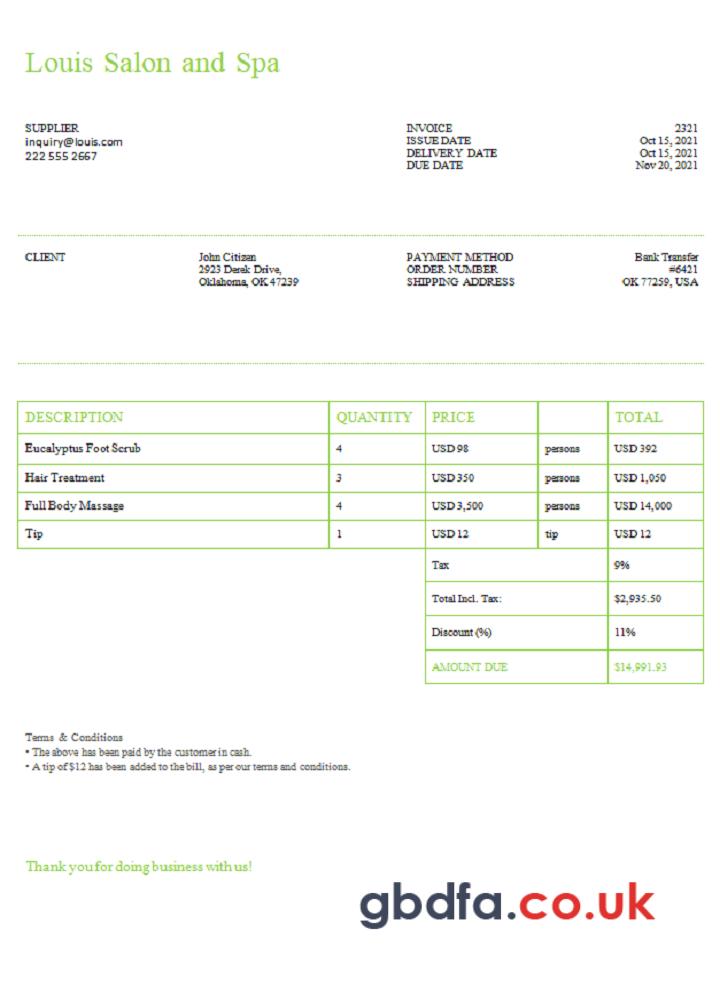 Louis Salon and Spa
SUPPLIER
inquiry@louis.com
222 555 2667
INVOICE 2321
ISSUE DATE Oct 15, 2021
DELIVERY DATE Oct 15, 2021
DUE DATE Nov 20, 2021
CLIENT
John Citizan
2923 Derek Drive,
Oklahoma, OK 47239
PAYMENT METHOD Bank Transfer
ORDER NUMBER #6421
SHIPPING ADDRESS OK 77259, USA
DESCRIPTION QUANTITY PRICE TOTAL
Eucalyptus Foot Scrub 4 USD 98 persons USD 392
Hair Treatment 3 USD 350 persons USD 1,050
Full Body Massage 4 USD 3,500 persons USD 14,000
Tip 1 USD 12 tip USD 12
Tax 9%
Total Incl. Tax: $2,935.50
Discount (%) 11%
AMOUNT DUE $14,991.93
Terms & Conditions
• The above has been paid by the customer in cash.
• A tip of $12 has been added to the bill, as per our terms and conditions.
Thank you for doing business with us!
gbdfa.co.uk